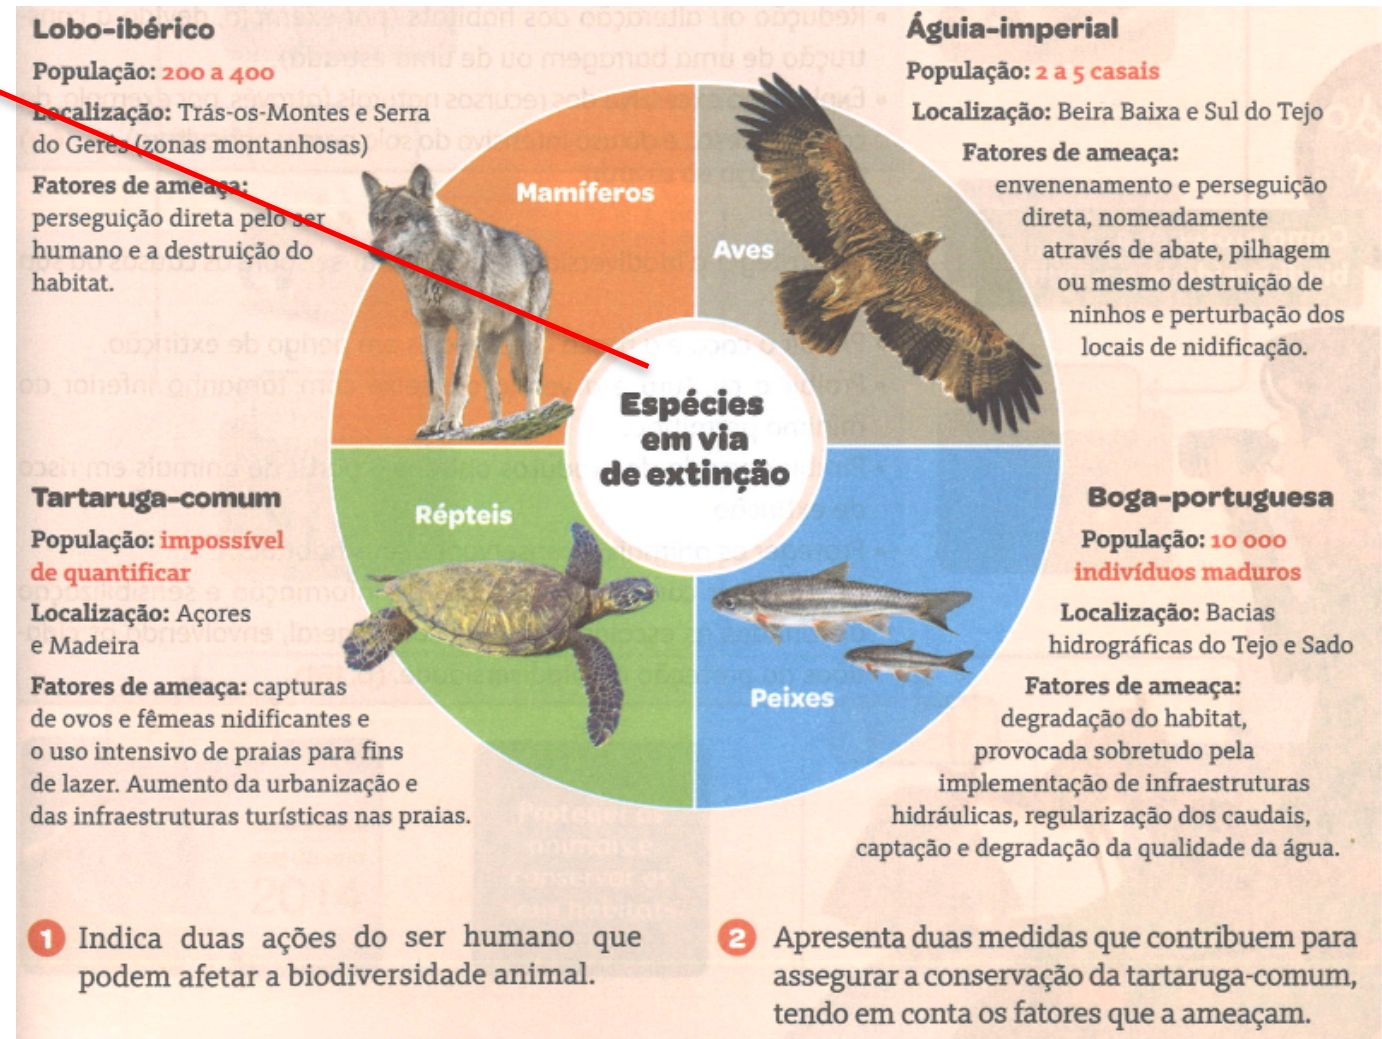 Lobo-ibérico
População: 200 a 400
Localização: Trás-os-Montes e Serra
do Gerês (zonas montanhosas)
Fatores de ameaça:
perseguição direta pelo ser
humano e a destruição do
habitat.
Águia-imperial
População: 2 a 5 casais
Localização: Beira Baixa e Sul do Tejo
Fatores de ameaça:
envenenamento e perseguição
direta, nomeadamente
através de abate, pilhagem
ou mesmo destruição de
ninhos e perturbação dos
locais de nidificação.
Mamíferos
Aves
Espécies
em via
de extinção
Répteis
Peixes
Tartaruga-comum
População: impossível
de quantificar
Localização: Açores
e Madeira
Fatores de ameaça: capturas
de ovos e fêmeas nidificantes e
o uso intensivo de praias para fins
de lazer. Aumento da urbanização e
das infraestruturas turísticas nas praias.
Boga-portuguesa
População: 10 000
indivíduos maduros
Localização: Bacias
hidrográficas do Tejo e Sado
Fatores de ameaça:
degradação do habitat,
provocada sobretudo pela
implementação de infraestruturas
hidráulicas, regularização dos caudais,
captação e degradação da qualidade da água.
1 Indica duas ações do ser humano que
podem afetar a biodiversidade animal.
2 Apresenta duas medidas que contribuem para
assegurar a conservação da tartaruga-comum,
tendo em conta os fatores que a ameaçam.